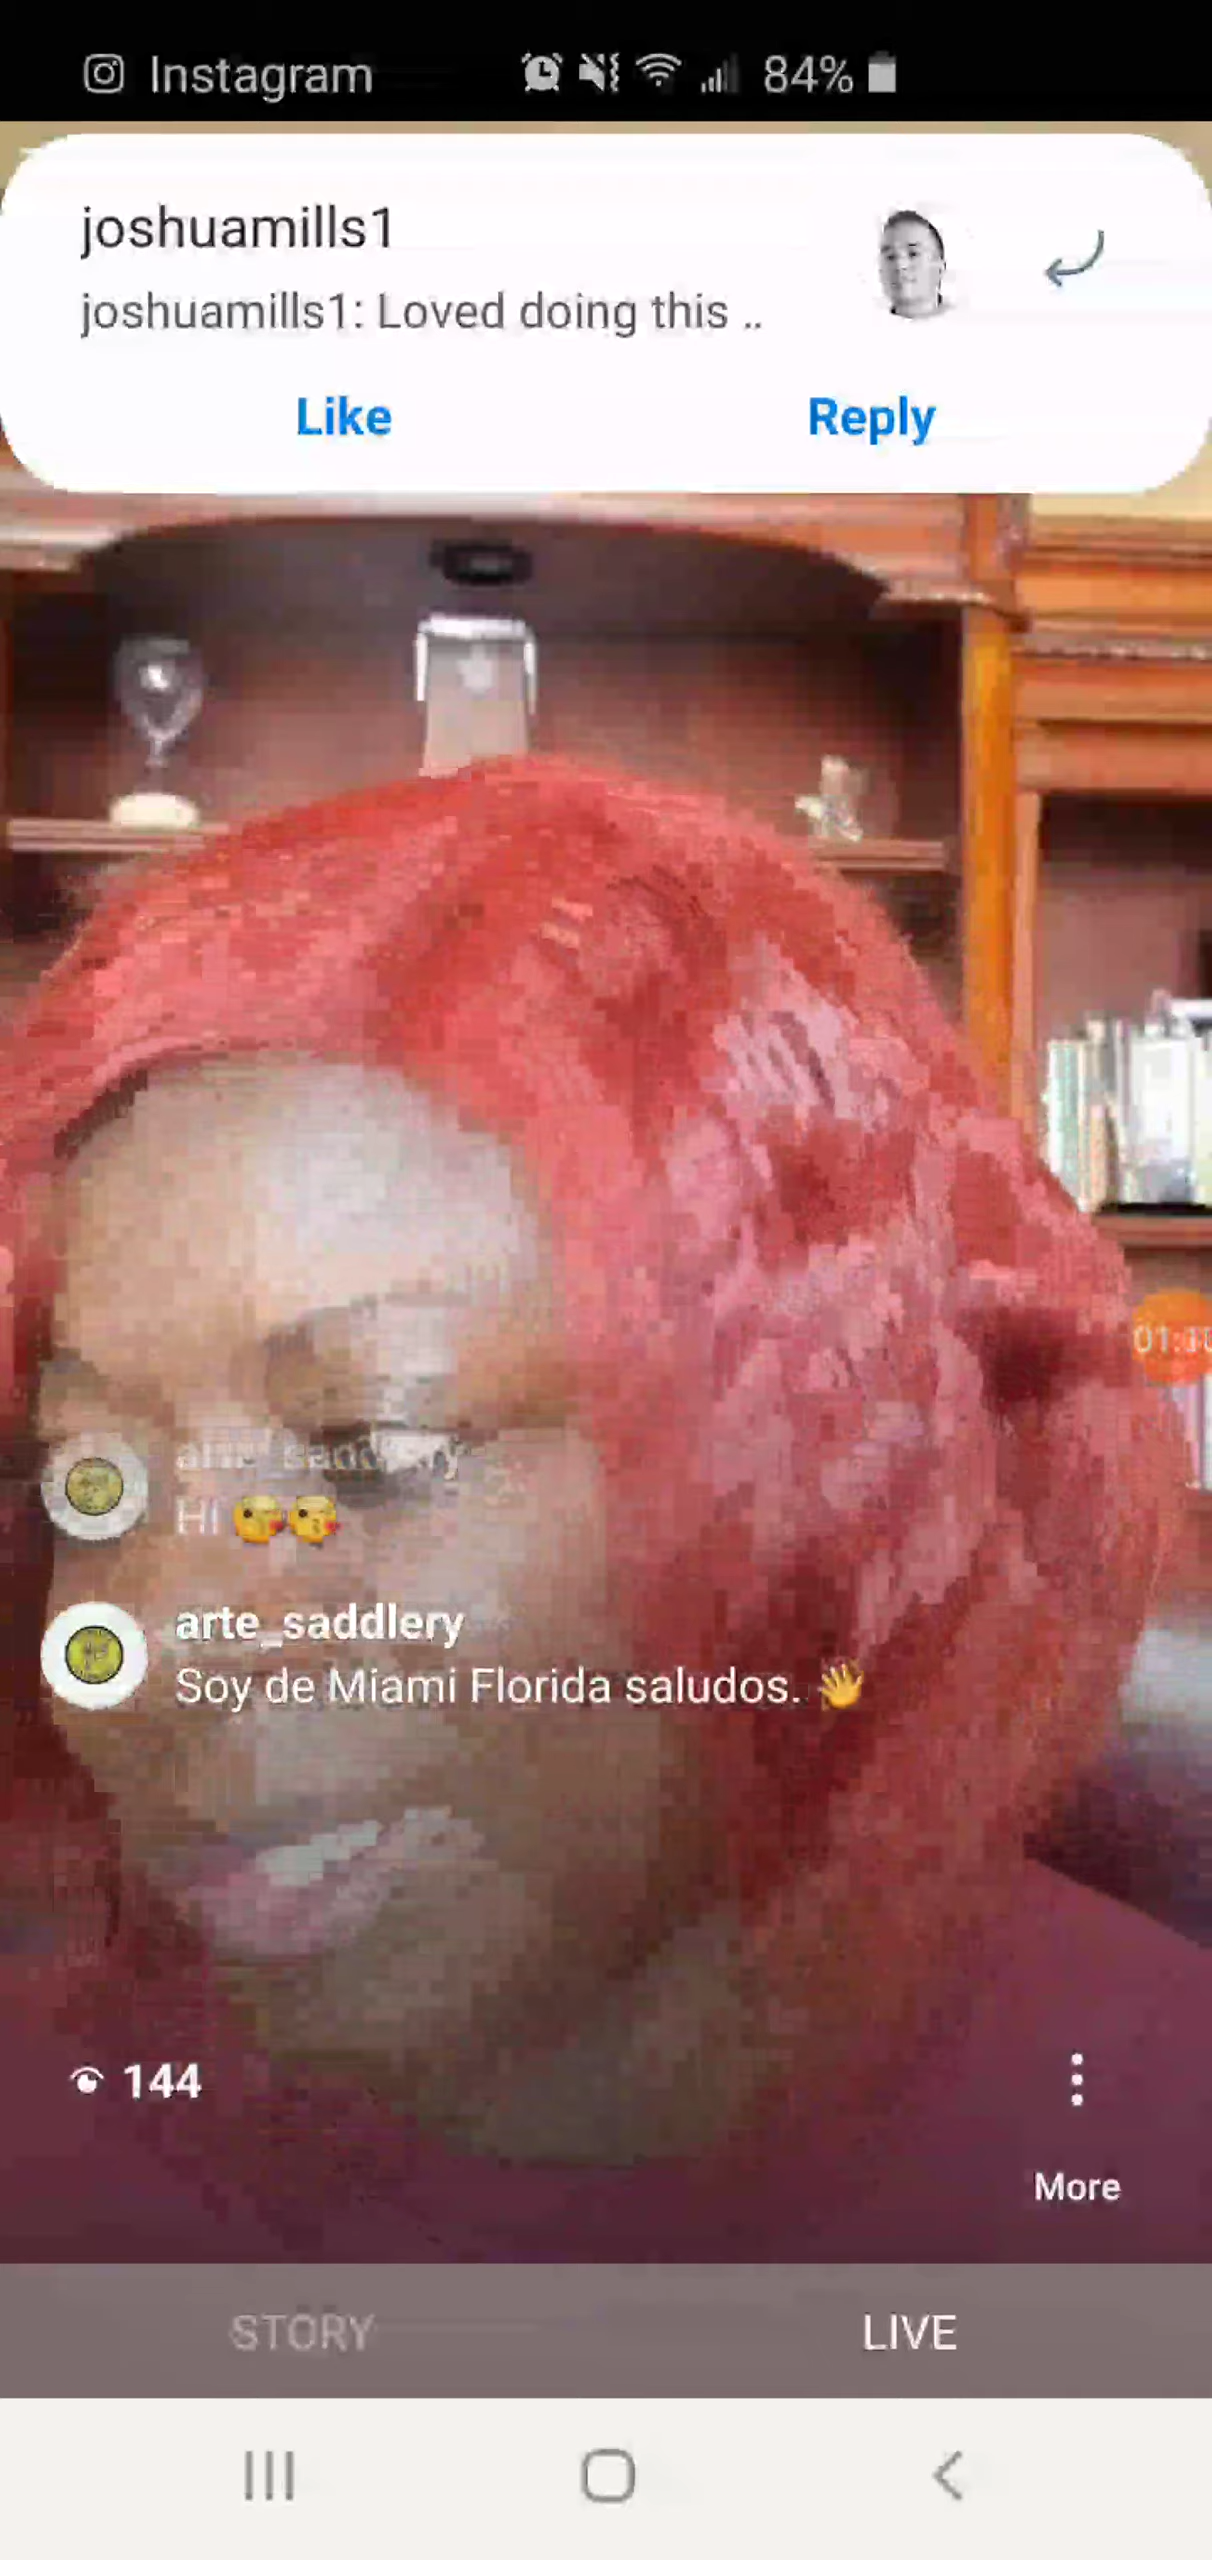 Instagram 84%
joshuamills1
joshuamills1: Loved doing this ..
Like Reply
arte_saddlery
Hi 😘😘
arte_saddlery
Soy de Miami Florida saludos. 👋
144
More
STORY LIVE